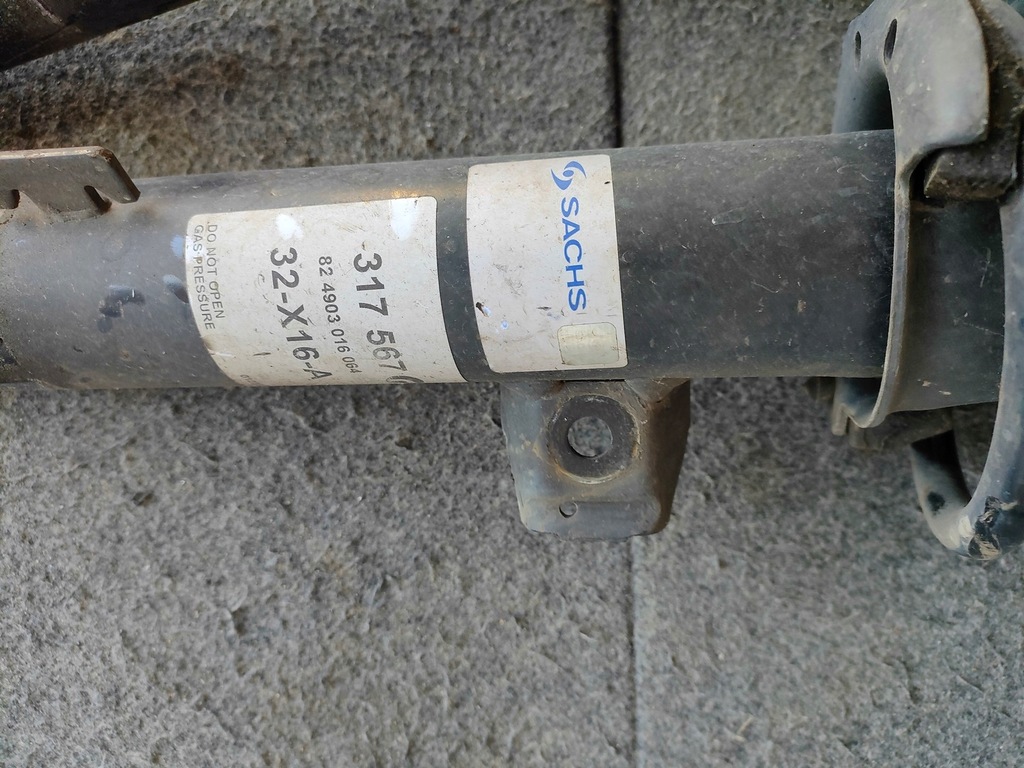 SACHS
317 567
82 4903 016 064
32-X16-A
DO NOT OPEN
GAS-PRESSURE